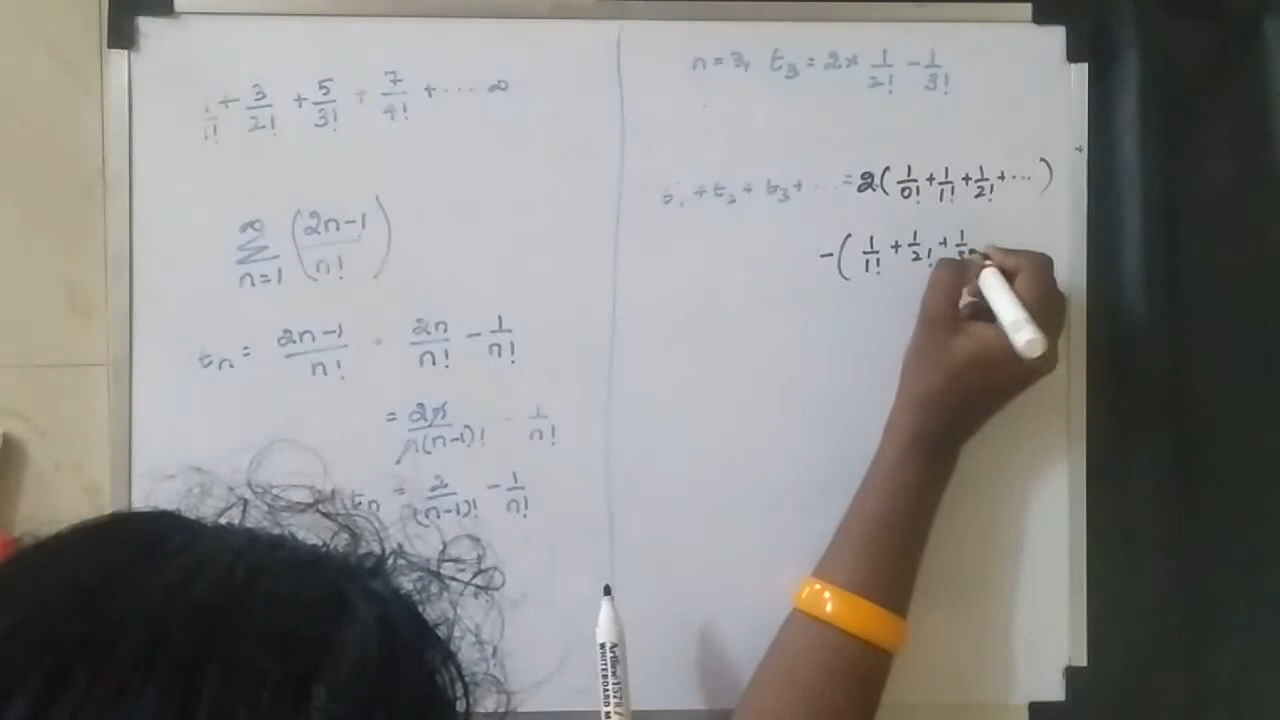 1/1! + 3/2! + 5/3! + 7/4! + ... ∞
∞ Σ n=1 (2n-1/n!)
tn = 2n-1/n! = 2n/n! - 1/n!
= 2n/n(n-1)! - 1/n!
tn = 2/(n-1)! - 1/n!
n=3, t3 = 2× 1/2! - 1/3!
t1 + t2 + t3 + ... = 2( 1/0! + 1/1! + 1/2! + ... )
-( 1/1! + 1/2! + 1/
Artline 157R
WHITEBOARD M